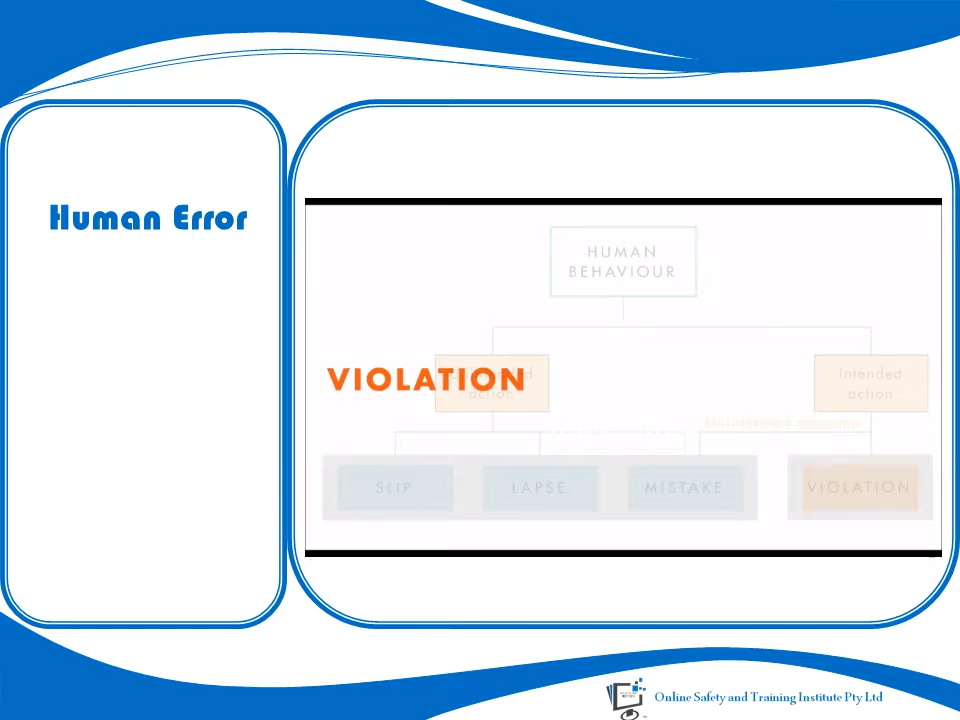 Human Error
HUMAN
BEHAVIOUR
VIOLATION
action
Intended
action
SLIP
LAPSE
MISTAKE
VIOLATION
Online Safety and Training Institute Pty Ltd